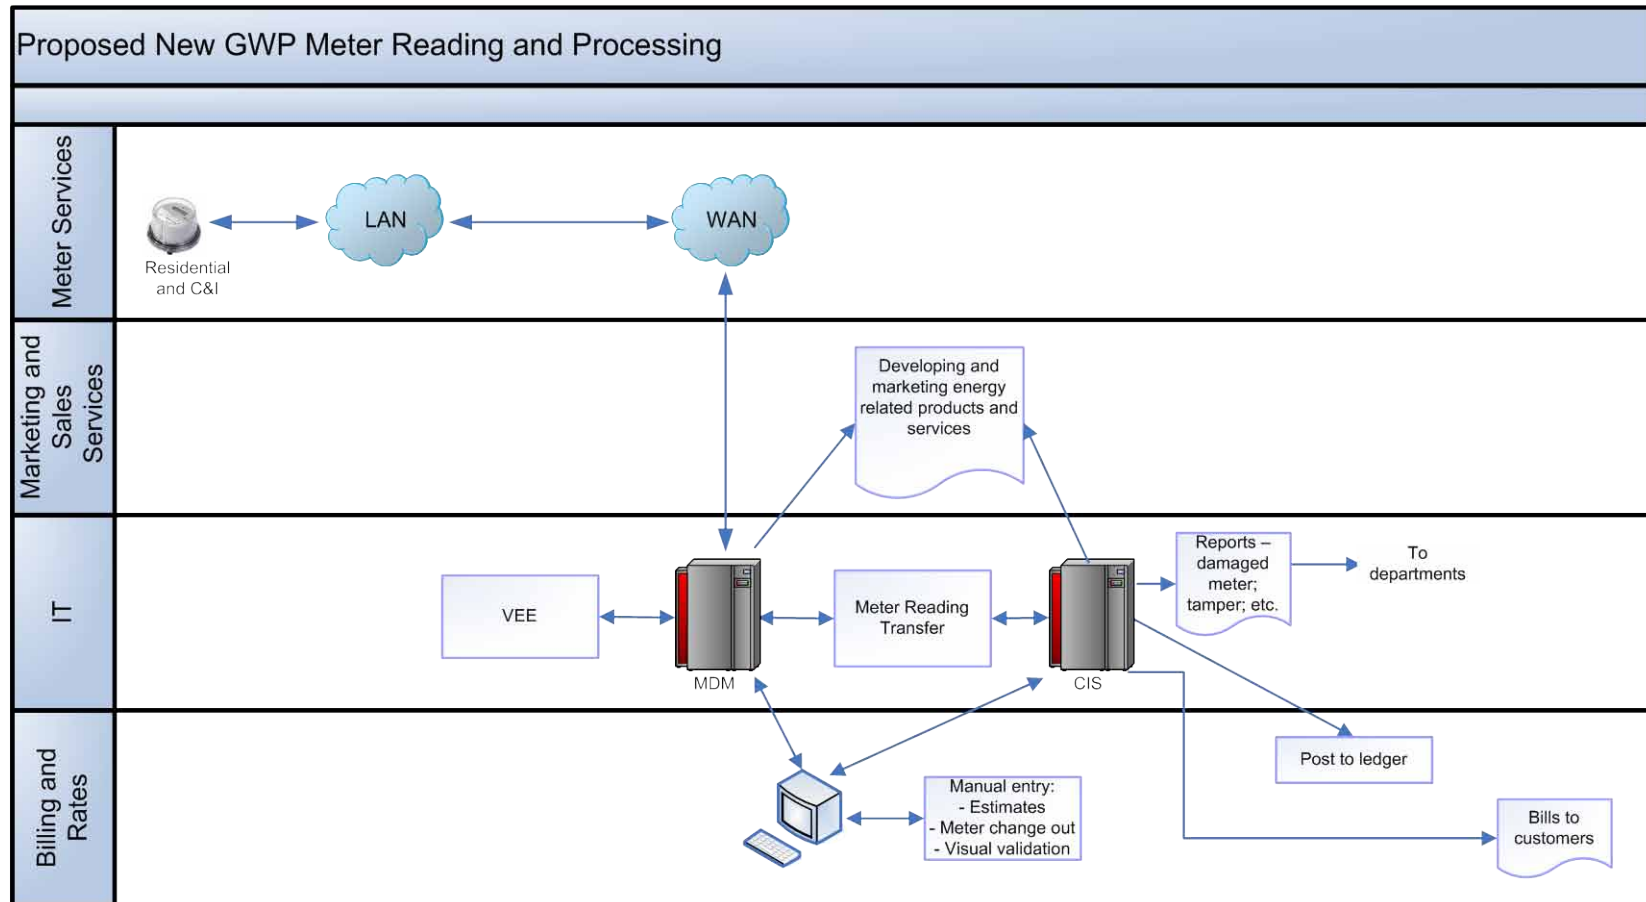 Proposed New GWP Meter Reading and Processing
Meter Services
LAN
WAN
Residential
and C&I
Marketing and
Sales
Services
Developing and
marketing energy
related products and
services
IT
VEE
MDM
Meter Reading
Transfer
CIS
Reports –
damaged
meter;
tamper; etc.
To
departments
Billing and
Rates
Manual entry:
- Estimates
- Meter change out
- Visual validation
Post to ledger
Bills to
customers